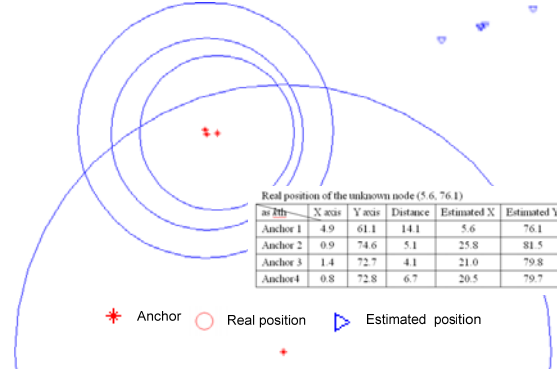 Real position of the unknown node (5.6, 76.1)
as kth X axis Y axis Distance Estimated X Estimated Y
Anchor 1 4.9 61.1 14.1 5.6 76.1
Anchor 2 0.9 74.6 5.1 25.8 81.5
Anchor 3 1.4 72.7 4.1 21.0 79.8
Anchor4 0.8 72.8 6.7 20.5 79.7
Anchor Real position Estimated position